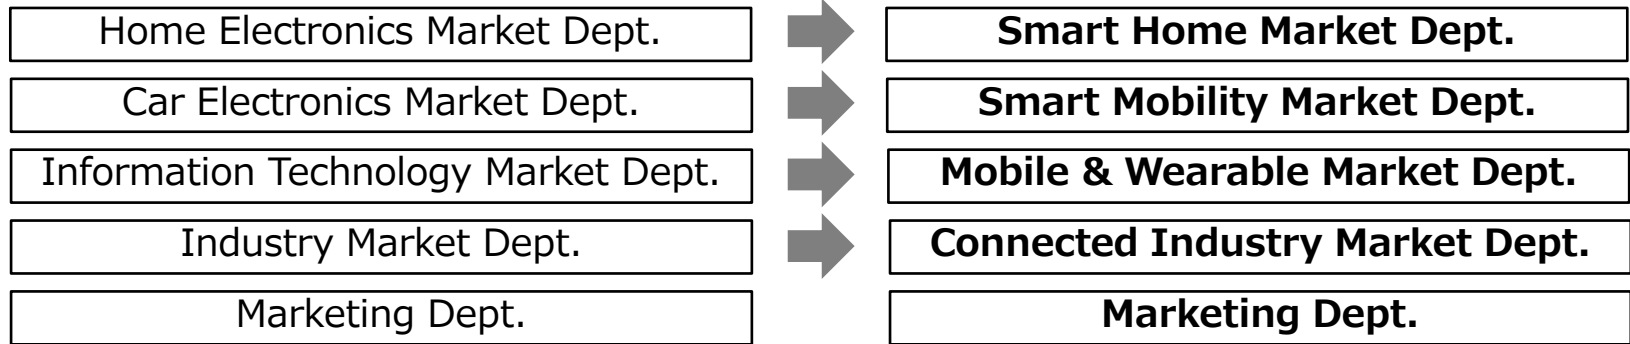 Home Electronics Market Dept.
Smart Home Market Dept.
Car Electronics Market Dept.
Smart Mobility Market Dept.
Information Technology Market Dept.
Mobile & Wearable Market Dept.
Industry Market Dept.
Connected Industry Market Dept.
Marketing Dept.
Marketing Dept.